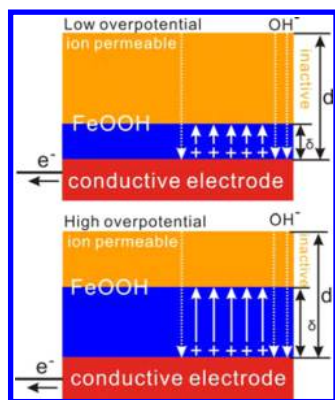 Low overpotential OH⁻
ion permeable
inactive
d
FeOOH
δ
+ + + + +
e⁻
conductive electrode
High overpotential OH⁻
ion permeable
inactive
FeOOH
d
δ
+ + + + +
e⁻
conductive electrode